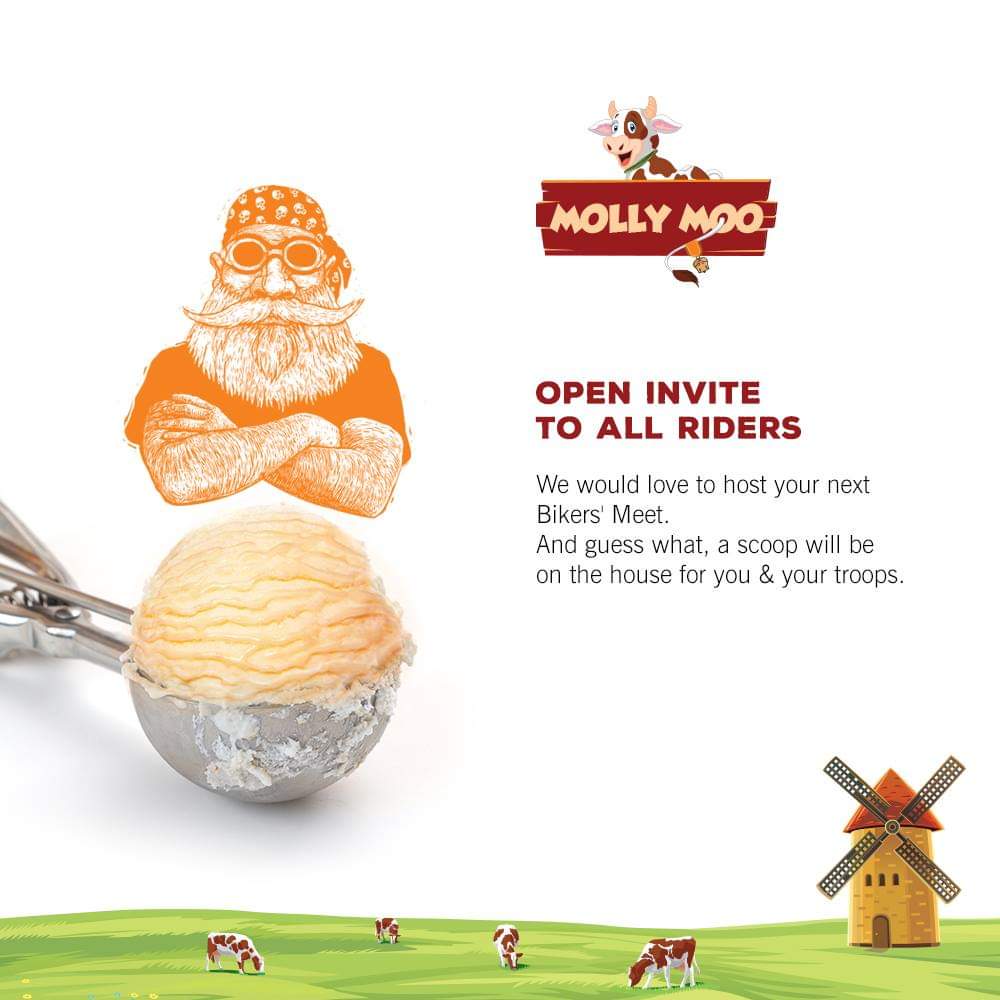 MOLLY MOO
OPEN INVITE
TO ALL RIDERS
We would love to host your next
Bikers' Meet.
And guess what, a scoop will be
on the house for you & your troops.